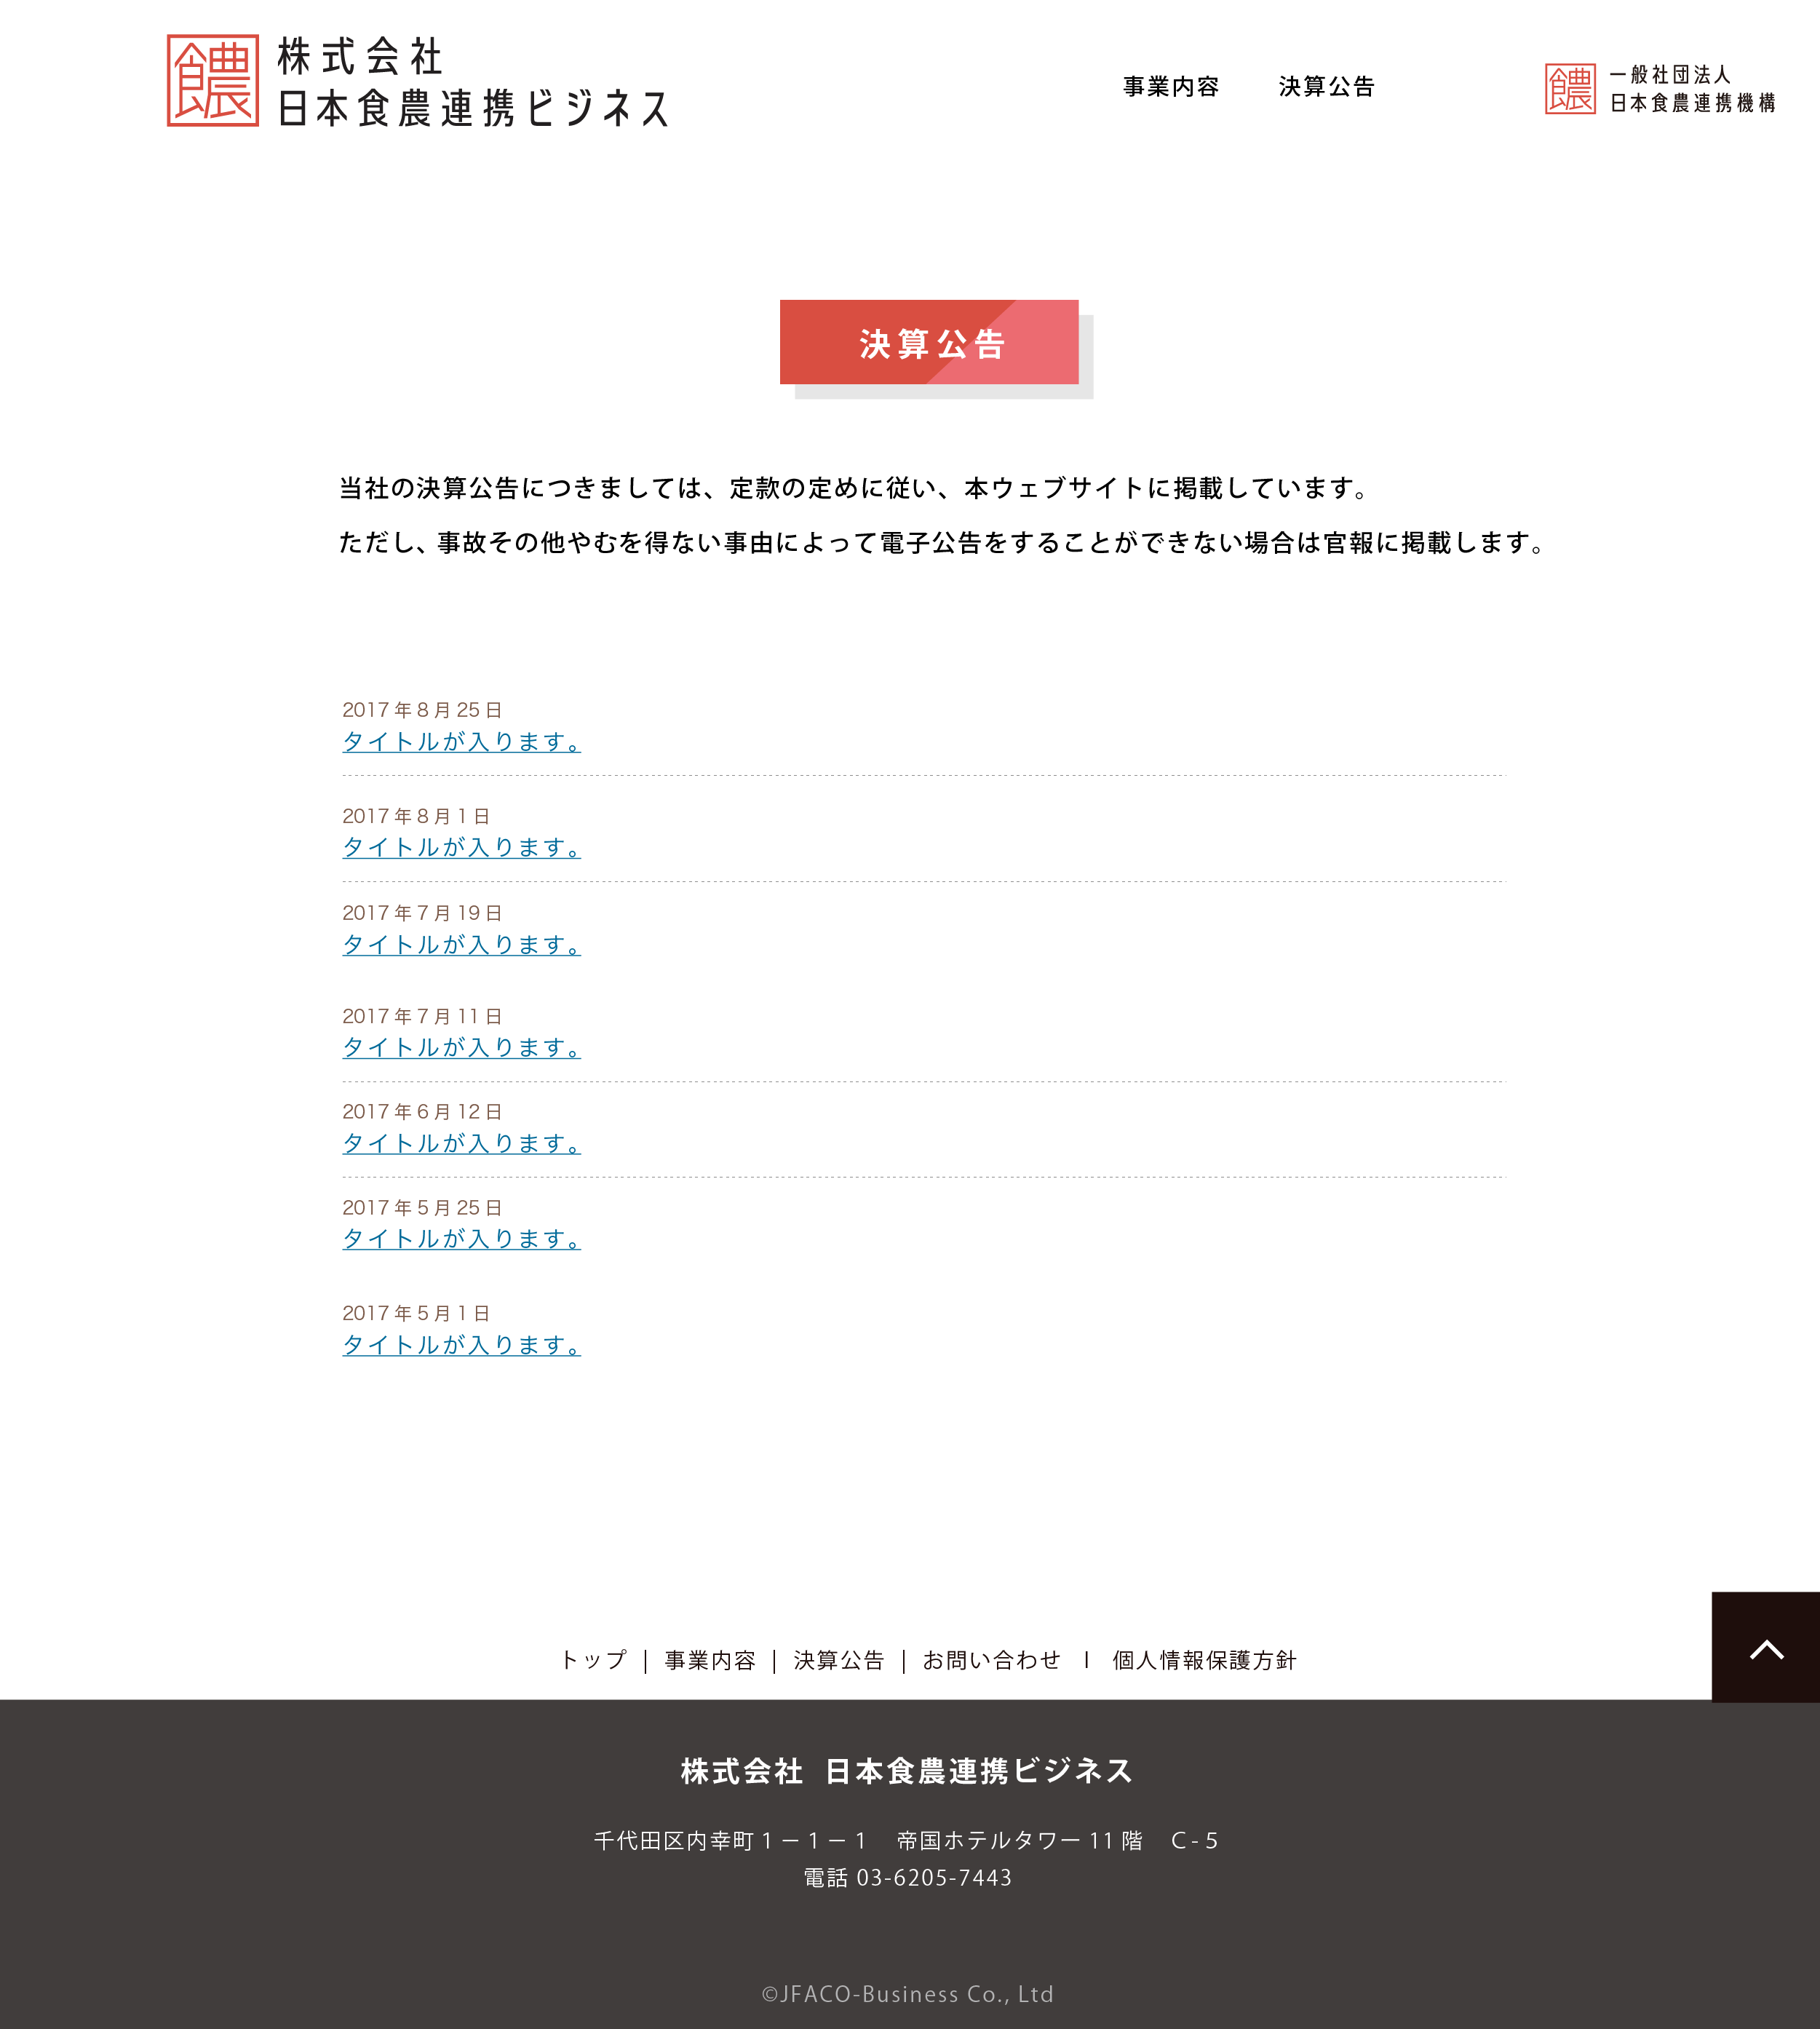 株式会社
日本食農連携ビジネス
事業内容 決算公告
一般社団法人
日本食農連携機構
決算公告
当社の決算公告につきましては、定款の定めに従い、本ウェブサイトに掲載しています。
ただし、事故その他やむを得ない事由によって電子公告をすることができない場合は官報に掲載します。
2017年8月25日
タイトルが入ります。
2017年8月1日
タイトルが入ります。
2017年7月19日
タイトルが入ります。
2017年7月11日
タイトルが入ります。
2017年6月12日
タイトルが入ります。
2017年5月25日
タイトルが入ります。
2017年5月1日
タイトルが入ります。
トップ | 事業内容 | 決算公告 | お問い合わせ | 個人情報保護方針
株式会社 日本食農連携ビジネス
千代田区内幸町1－1－1 帝国ホテルタワー11階 C-5
電話 03-6205-7443
©JFACO-Business Co., Ltd